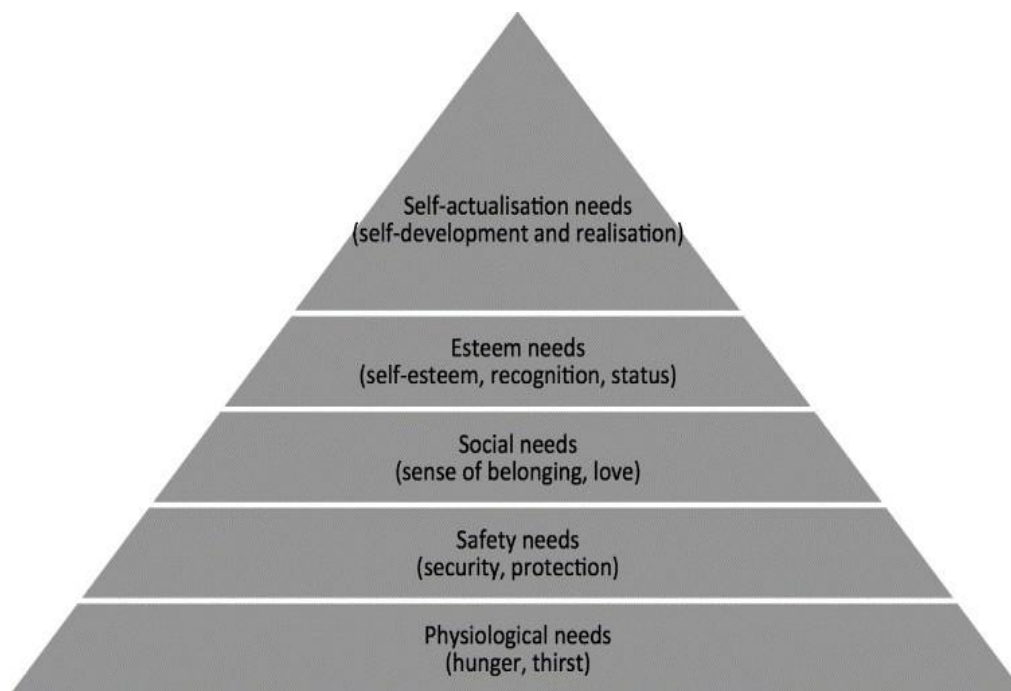 Self-actualisation needs
(self-development and realisation)
Esteem needs
(self-esteem, recognition, status)
Social needs
(sense of belonging, love)
Safety needs
(security, protection)
Physiological needs
(hunger, thirst)